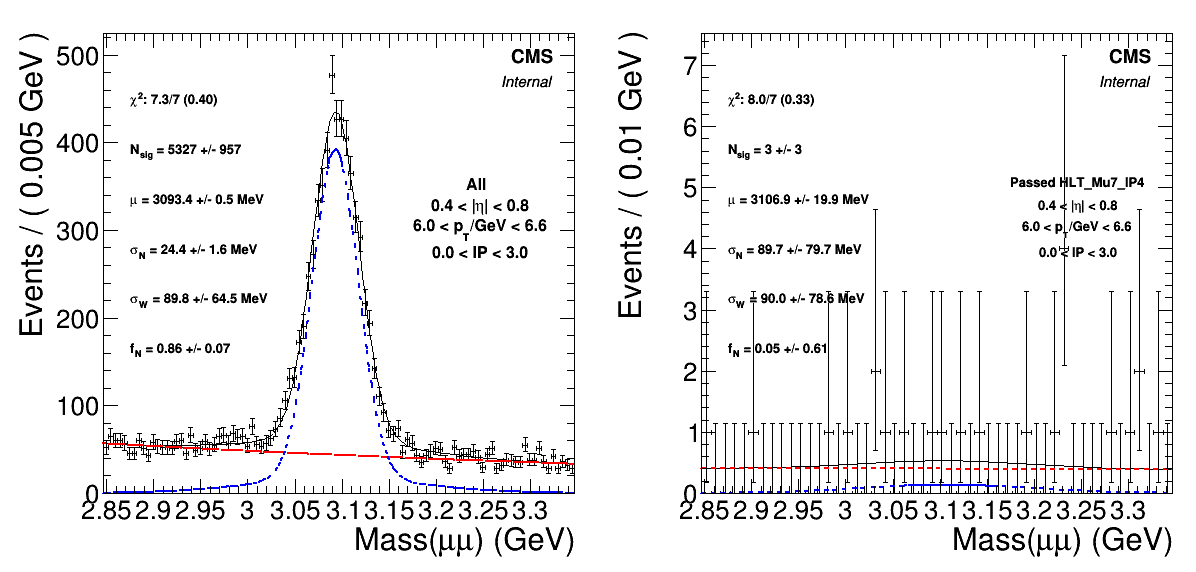 Events / ( 0.005 GeV )
500
400
300
200
100
0
CMS
Internal
χ²: 7.3/7 (0.40)
N_sig = 5327 +/- 957
μ = 3093.4 +/- 0.5 MeV
σ_N = 24.4 +/- 1.6 MeV
σ_W = 89.8 +/- 64.5 MeV
f_N = 0.86 +/- 0.07
All
0.4 < |η| < 0.8
6.0 < p_T/GeV < 6.6
0.0 < IP < 3.0
2.85 2.9 2.95 3 3.05 3.1 3.15 3.2 3.25 3.3
Mass(μμ) (GeV)
Events / ( 0.01 GeV )
7
6
5
4
3
2
1
0
CMS
Internal
χ²: 8.0/7 (0.33)
N_sig = 3 +/- 3
μ = 3106.9 +/- 19.9 MeV
σ_N = 89.7 +/- 79.7 MeV
σ_W = 90.0 +/- 78.6 MeV
f_N = 0.05 +/- 0.61
Passed HLT_Mu7_IP4
0.4 < |η| < 0.8
6.0 < p_T/GeV < 6.6
0.0 < IP < 3.0
2.85 2.9 2.95 3 3.05 3.1 3.15 3.2 3.25 3.3
Mass(μμ) (GeV)